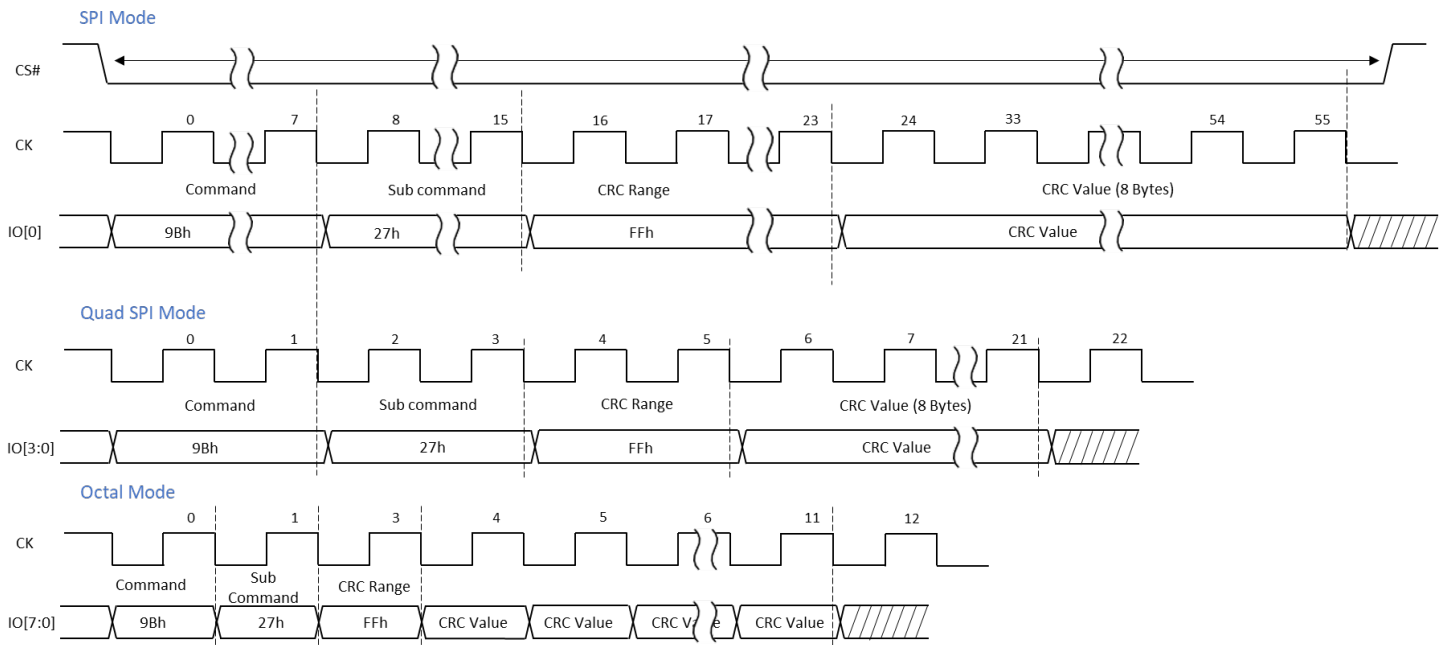 SPI Mode
CS#
0 7 8 15 16 17 23 24 33 54 55
CK
Command Sub command CRC Range CRC Value (8 Bytes)
IO[0] 9Bh 27h FFh CRC Value
Quad SPI Mode
0 1 2 3 4 5 6 7 21 22
CK
Command Sub command CRC Range CRC Value (8 Bytes)
IO[3:0] 9Bh 27h FFh CRC Value
Octal Mode
0 1 3 4 5 6 11 12
CK
Command Sub Command CRC Range
IO[7:0] 9Bh 27h FFh CRC Value CRC Value CRC Value CRC Value